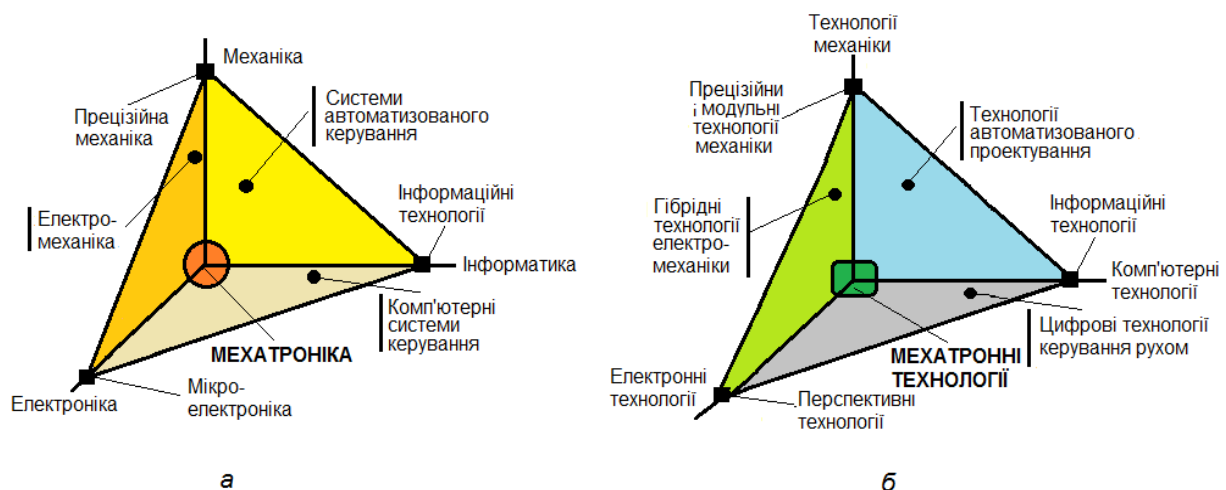 Механіка
Прецізійна
механіка
Системи
автоматизованого
керування
Електро-
механіка
Інформаційні
технології
Інформатика
Комп'ютерні
системи
керування
МЕХАТРОНІКА
Мікро-
електроніка
Електроніка
а
Технології
механіки
Прецізійни
і модульні
технології
механіки
Технології
автоматизованого
проектування
Гібрідні
технології
електро-
механіки
Інформаційні
технології
Комп'ютерні
технології
Цифрові технології
керування рухом
МЕХАТРОННІ
ТЕХНОЛОГІЇ
Електронні
технології
Перспективні
технології
б